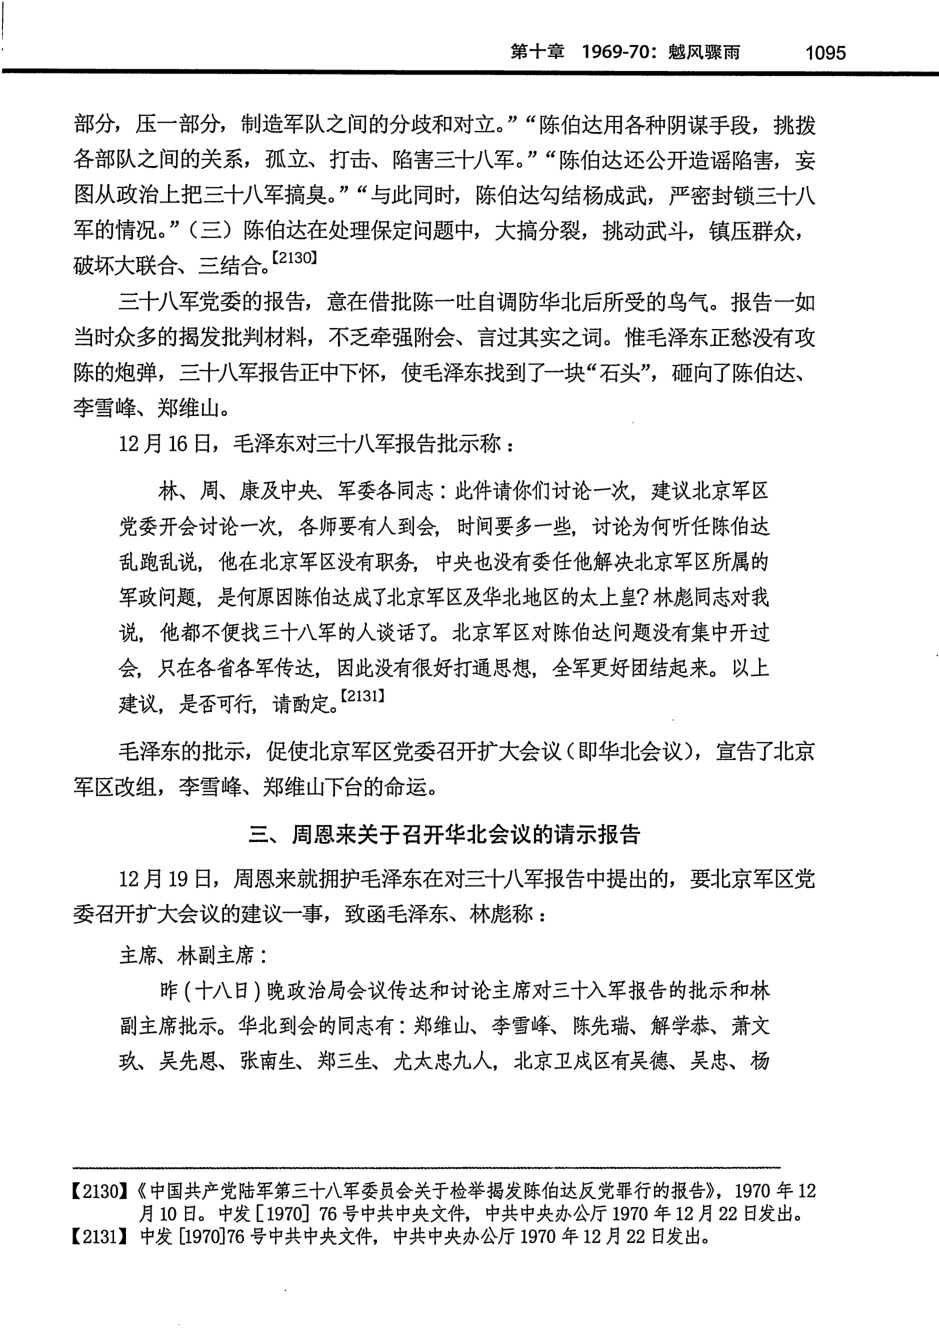 第十章 1969-70：魆风骤雨 1095
部分，压一部分，制造军队之间的分歧和对立。”“陈伯达用各种阴谋手段，挑拨
各部队之间的关系，孤立、打击、陷害三十八军。”“陈伯达还公开造谣陷害，妄
图从政治上把三十八军搞臭。”“与此同时，陈伯达勾结杨成武，严密封锁三十八
军的情况。”（三）陈伯达在处理保定问题中，大搞分裂，挑动武斗，镇压群众，
破坏大联合、三结合。【2130】
三十八军党委的报告，意在借批陈一吐自调防华北后所受的鸟气。报告一如
当时众多的揭发批判材料，不乏牵强附会、言过其实之词。惟毛泽东正愁没有攻
陈的炮弹，三十八军报告正中下怀，使毛泽东找到了一块“石头”，砸向了陈伯达、
李雪峰、郑维山。
12月16日，毛泽东对三十八军报告批示称：
林、周、康及中央、军委各同志：此件请你们讨论一次，建议北京军区
党委开会讨论一次，各师要有人到会，时间要多一些，讨论为何听任陈伯达
乱跑乱说，他在北京军区没有职务，中央也没有委任他解决北京军区所属的
军政问题，是何原因陈伯达成了北京军区及华北地区的太上皇？林彪同志对我
说，他都不便找三十八军的人谈话了。北京军区对陈伯达问题没有集中开过
会，只在各省各军传达，因此没有很好打通思想，全军更好团结起来。以上
建议，是否可行，请酌定。【2131】
毛泽东的批示，促使北京军区党委召开扩大会议（即华北会议），宣告了北京
军区改组，李雪峰、郑维山下台的命运。
三、周恩来关于召开华北会议的请示报告
12月19日，周恩来就拥护毛泽东在对三十八军报告中提出的，要北京军区党
委召开扩大会议的建议一事，致函毛泽东、林彪称：
主席、林副主席：
昨(十八日)晚政治局会议传达和讨论主席对三十入军报告的批示和林
副主席批示。华北到会的同志有：郑维山、李雪峰、陈先瑞、解学恭、萧文
玖、吴先恩、张南生、郑三生、尤太忠九人，北京卫戍区有吴德、吴忠、杨
【2130】《中国共产党陆军第三十八军委员会关于检举揭发陈伯达反党罪行的报告》，1970年12
月10日。中发［1970］76号中共中央文件，中共中央办公厅1970年12月22日发出。
【2131】中发[1970]76号中共中央文件，中共中央办公厅1970年12月22日发出。